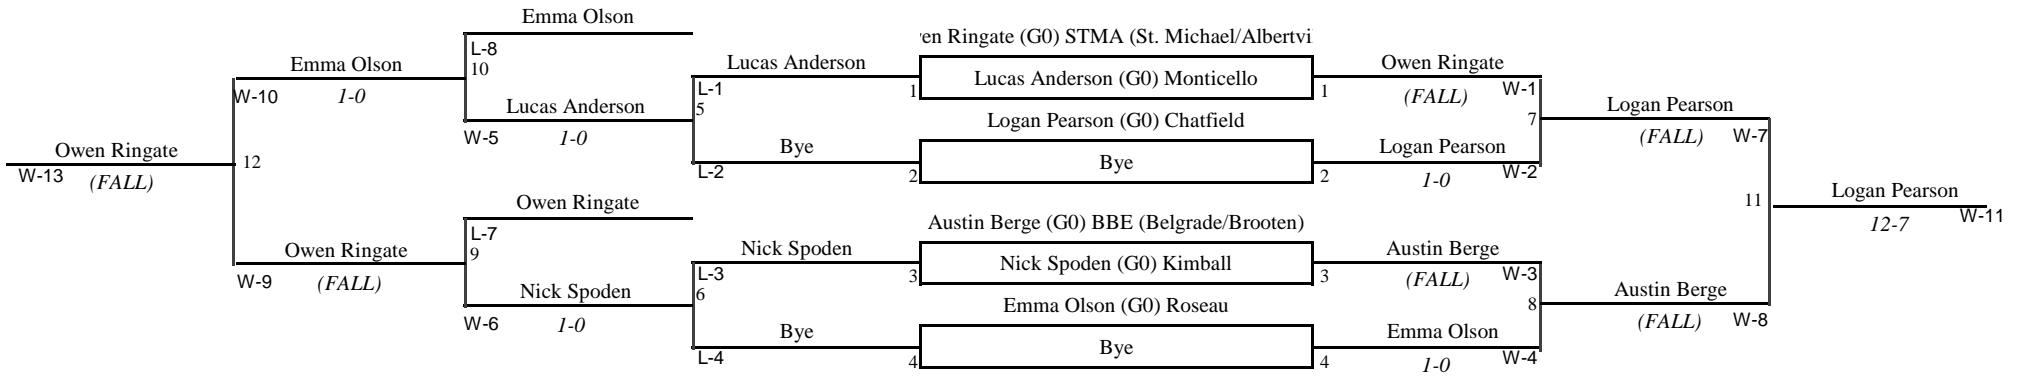 Emma Olson
L-8
10
Emma Olson
W-10
1-0
Lucas Anderson
W-5
1-0
Owen Ringate
W-13
(FALL)
12
Owen Ringate
L-7
9
Owen Ringate
W-9
(FALL)
Nick Spoden
W-6
1-0
Lucas Anderson
L-1
5
1
Bye
L-2
2
Nick Spoden
L-3
6
3
Bye
L-4
4
en Ringate (G0) STMA (St. Michael/Albertvi
Lucas Anderson (G0) Monticello
Logan Pearson (G0) Chatfield
Bye
Austin Berge (G0) BBE (Belgrade/Brooten)
Nick Spoden (G0) Kimball
Emma Olson (G0) Roseau
Bye
Owen Ringate
1
(FALL)
W-1
7
Logan Pearson
2
1-0
W-2
Austin Berge
3
(FALL)
W-3
8
Emma Olson
4
1-0
W-4
Logan Pearson
(FALL)
W-7
11
Austin Berge
(FALL)
W-8
Logan Pearson
12-7
W-11